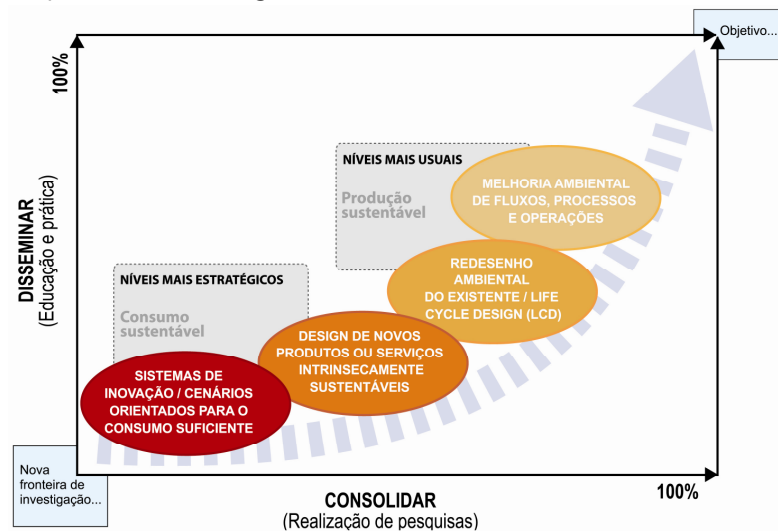 Objetivo...
100%
NÍVEIS MAIS USUAIS
Produção
sustentável
MELHORIA AMBIENTAL
DE FLUXOS, PROCESSOS
E OPERAÇÕES
DISSEMINAR
(Educação e prática)
REDESENHO
AMBIENTAL
DO EXISTENTE / LIFE
CYCLE DESIGN (LCD)
NÍVEIS MAIS ESTRATÉGICOS
Consumo
sustentável
DESIGN DE NOVOS
PRODUTOS OU SERVIÇOS
INTRINSECAMENTE
SUSTENTÁVEIS
SISTEMAS DE
INOVAÇÃO / CENÁRIOS
ORIENTADOS PARA O
CONSUMO SUFICIENTE
Nova
fronteira de
investigação...
CONSOLIDAR
(Realização de pesquisas)
100%